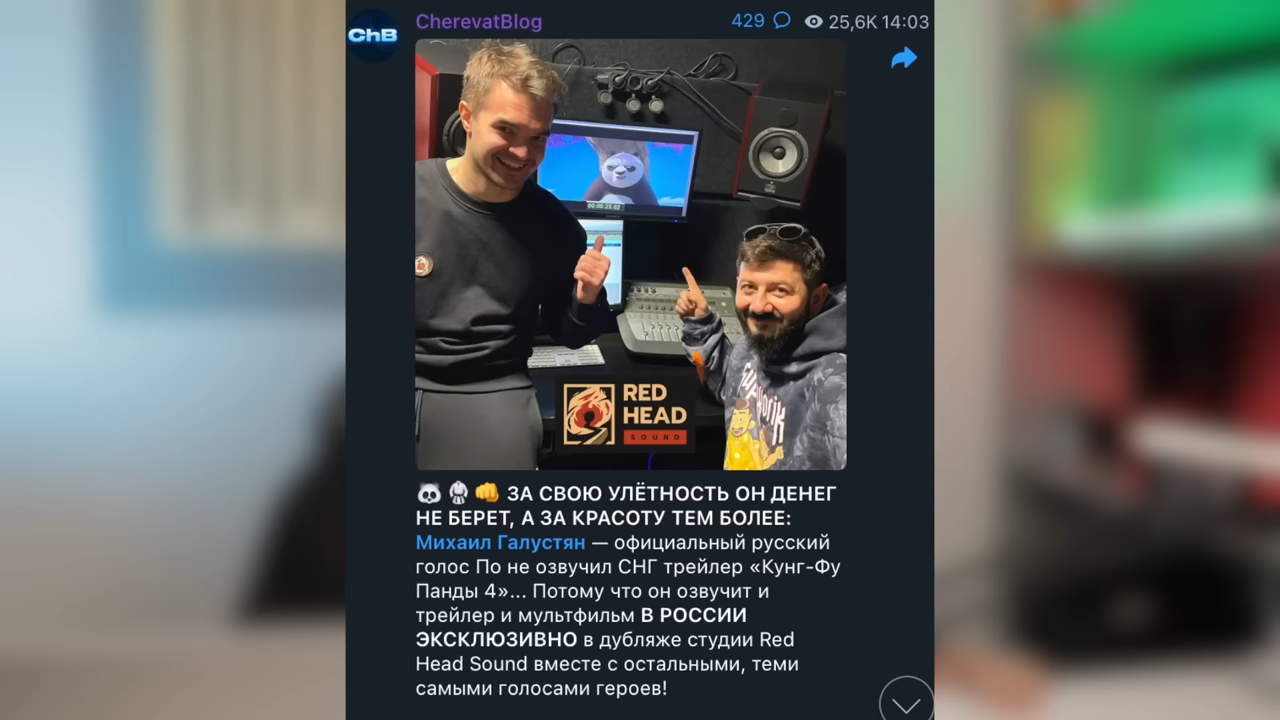 CherevatBlog
429
25,6K 14:03
ChB
00:00:26:02
RED
HEAD
SOUND
🐼 🥋 👊 ЗА СВОЮ УЛЁТНОСТЬ ОН ДЕНЕГ
НЕ БЕРЕТ, А ЗА КРАСОТУ ТЕМ БОЛЕЕ:
Михаил Галустян — официальный русский
голос По не озвучил СНГ трейлер «Кунг-Фу
Панды 4»... Потому что он озвучит и
трейлер и мультфильм В РОССИИ
ЭКСКЛЮЗИВНО в дубляже студии Red
Head Sound вместе с остальными, теми
самыми голосами героев!